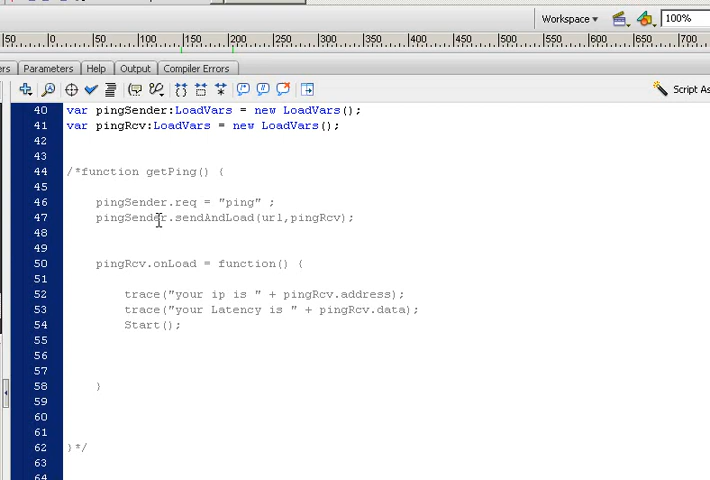 Workspace 100%
50 0 50 100 150 200 250 300 350 400 450 500 550 600 650 700
rs Parameters Help Output Compiler Errors
Script As
40 var pingSender:LoadVars = new LoadVars();
41 var pingRcv:LoadVars = new LoadVars();
42
43
44 /*function getPing() {
45
46 pingSender.req = "ping" ;
47 pingSender.sendAndLoad(url,pingRcv);
48
49
50 pingRcv.onLoad = function() {
51
52 trace("your ip is " + pingRcv.address);
53 trace("your Latency is " + pingRcv.data);
54 Start();
55
56
57
58 }
59
60
61
62 }*/
63
64